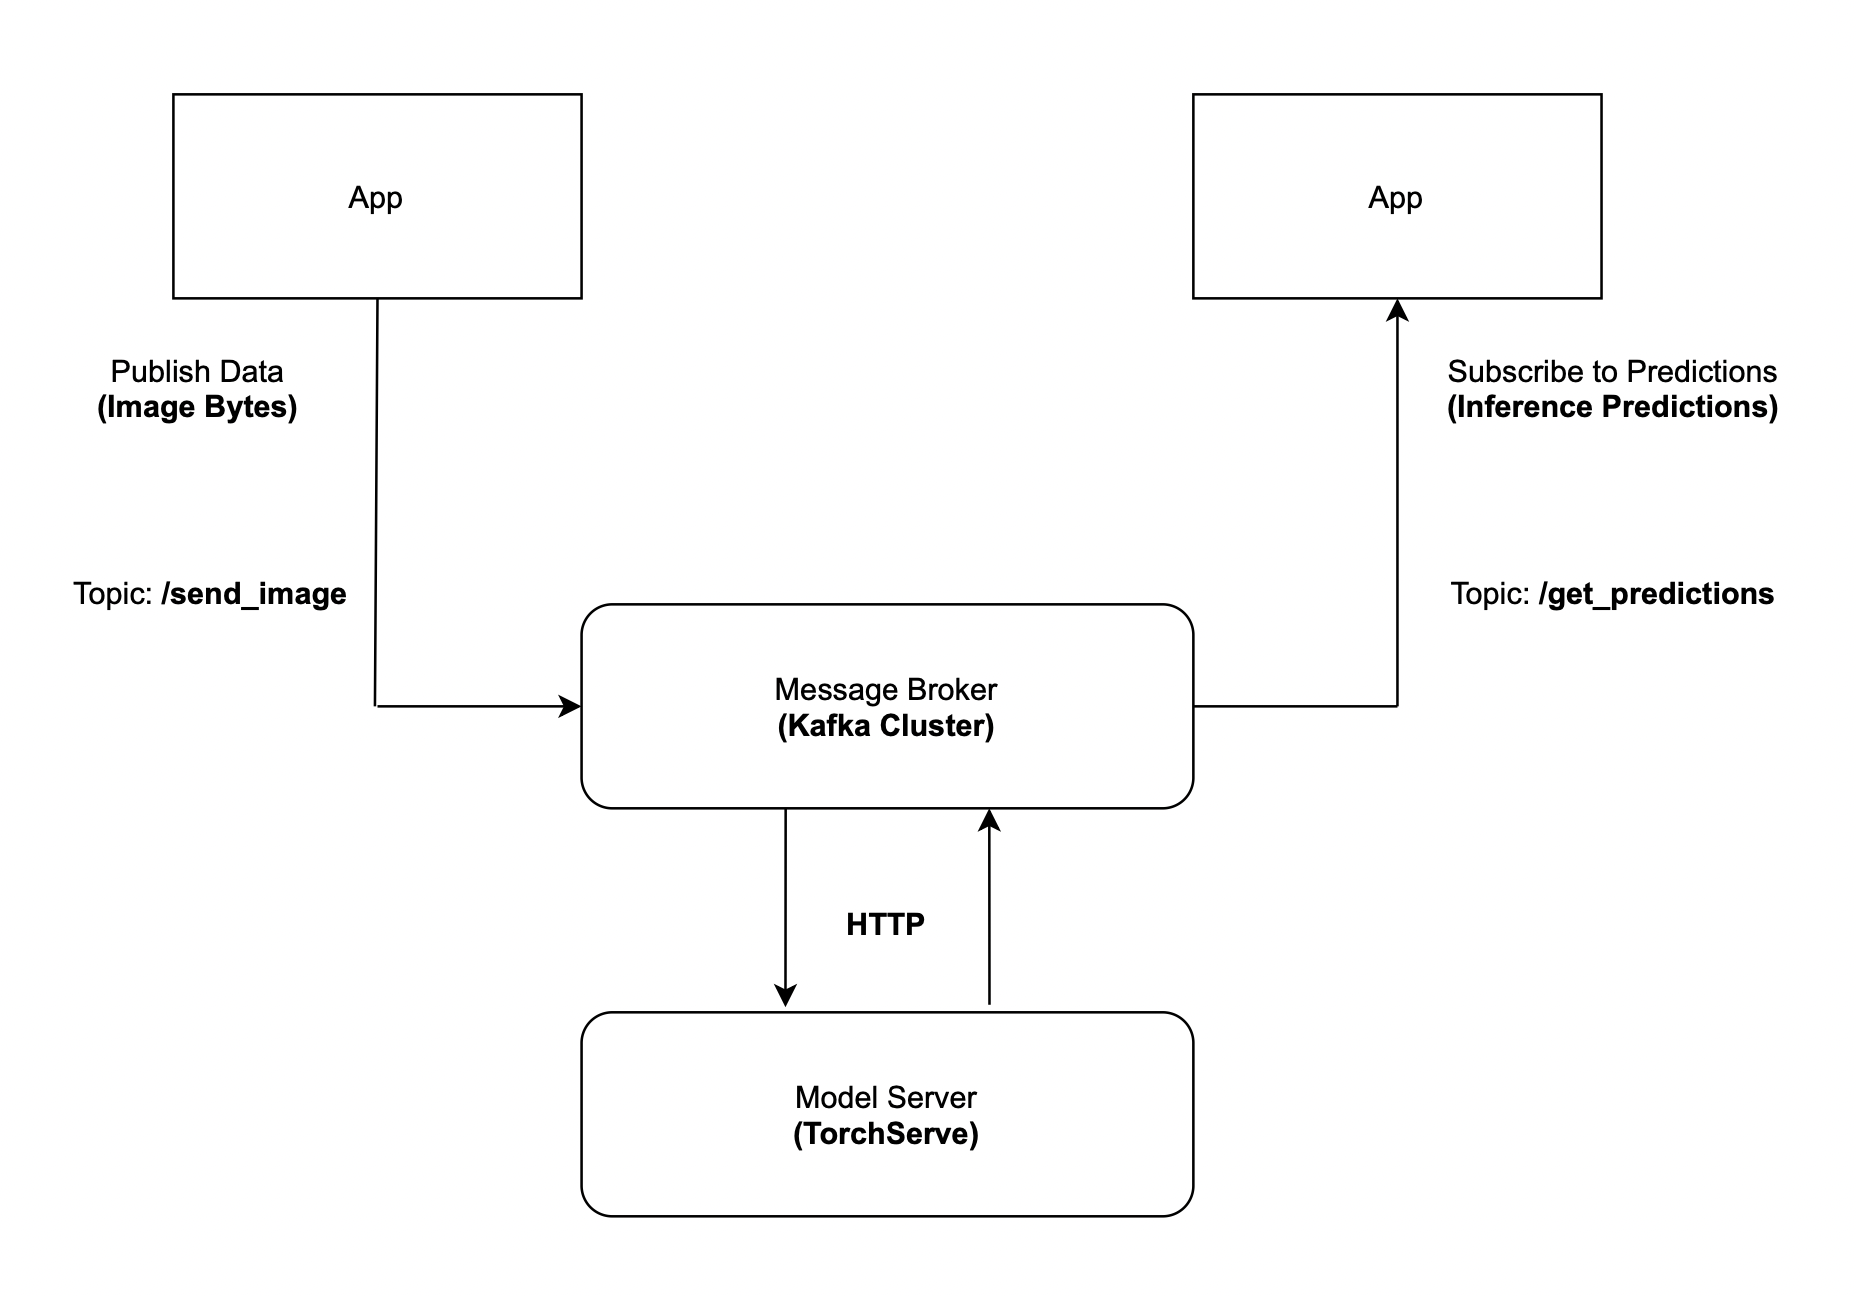 App
App
Publish Data
(Image Bytes)
Subscribe to Predictions
(Inference Predictions)
Topic: /send_image
Topic: /get_predictions
Message Broker
(Kafka Cluster)
HTTP
Model Server
(TorchServe)